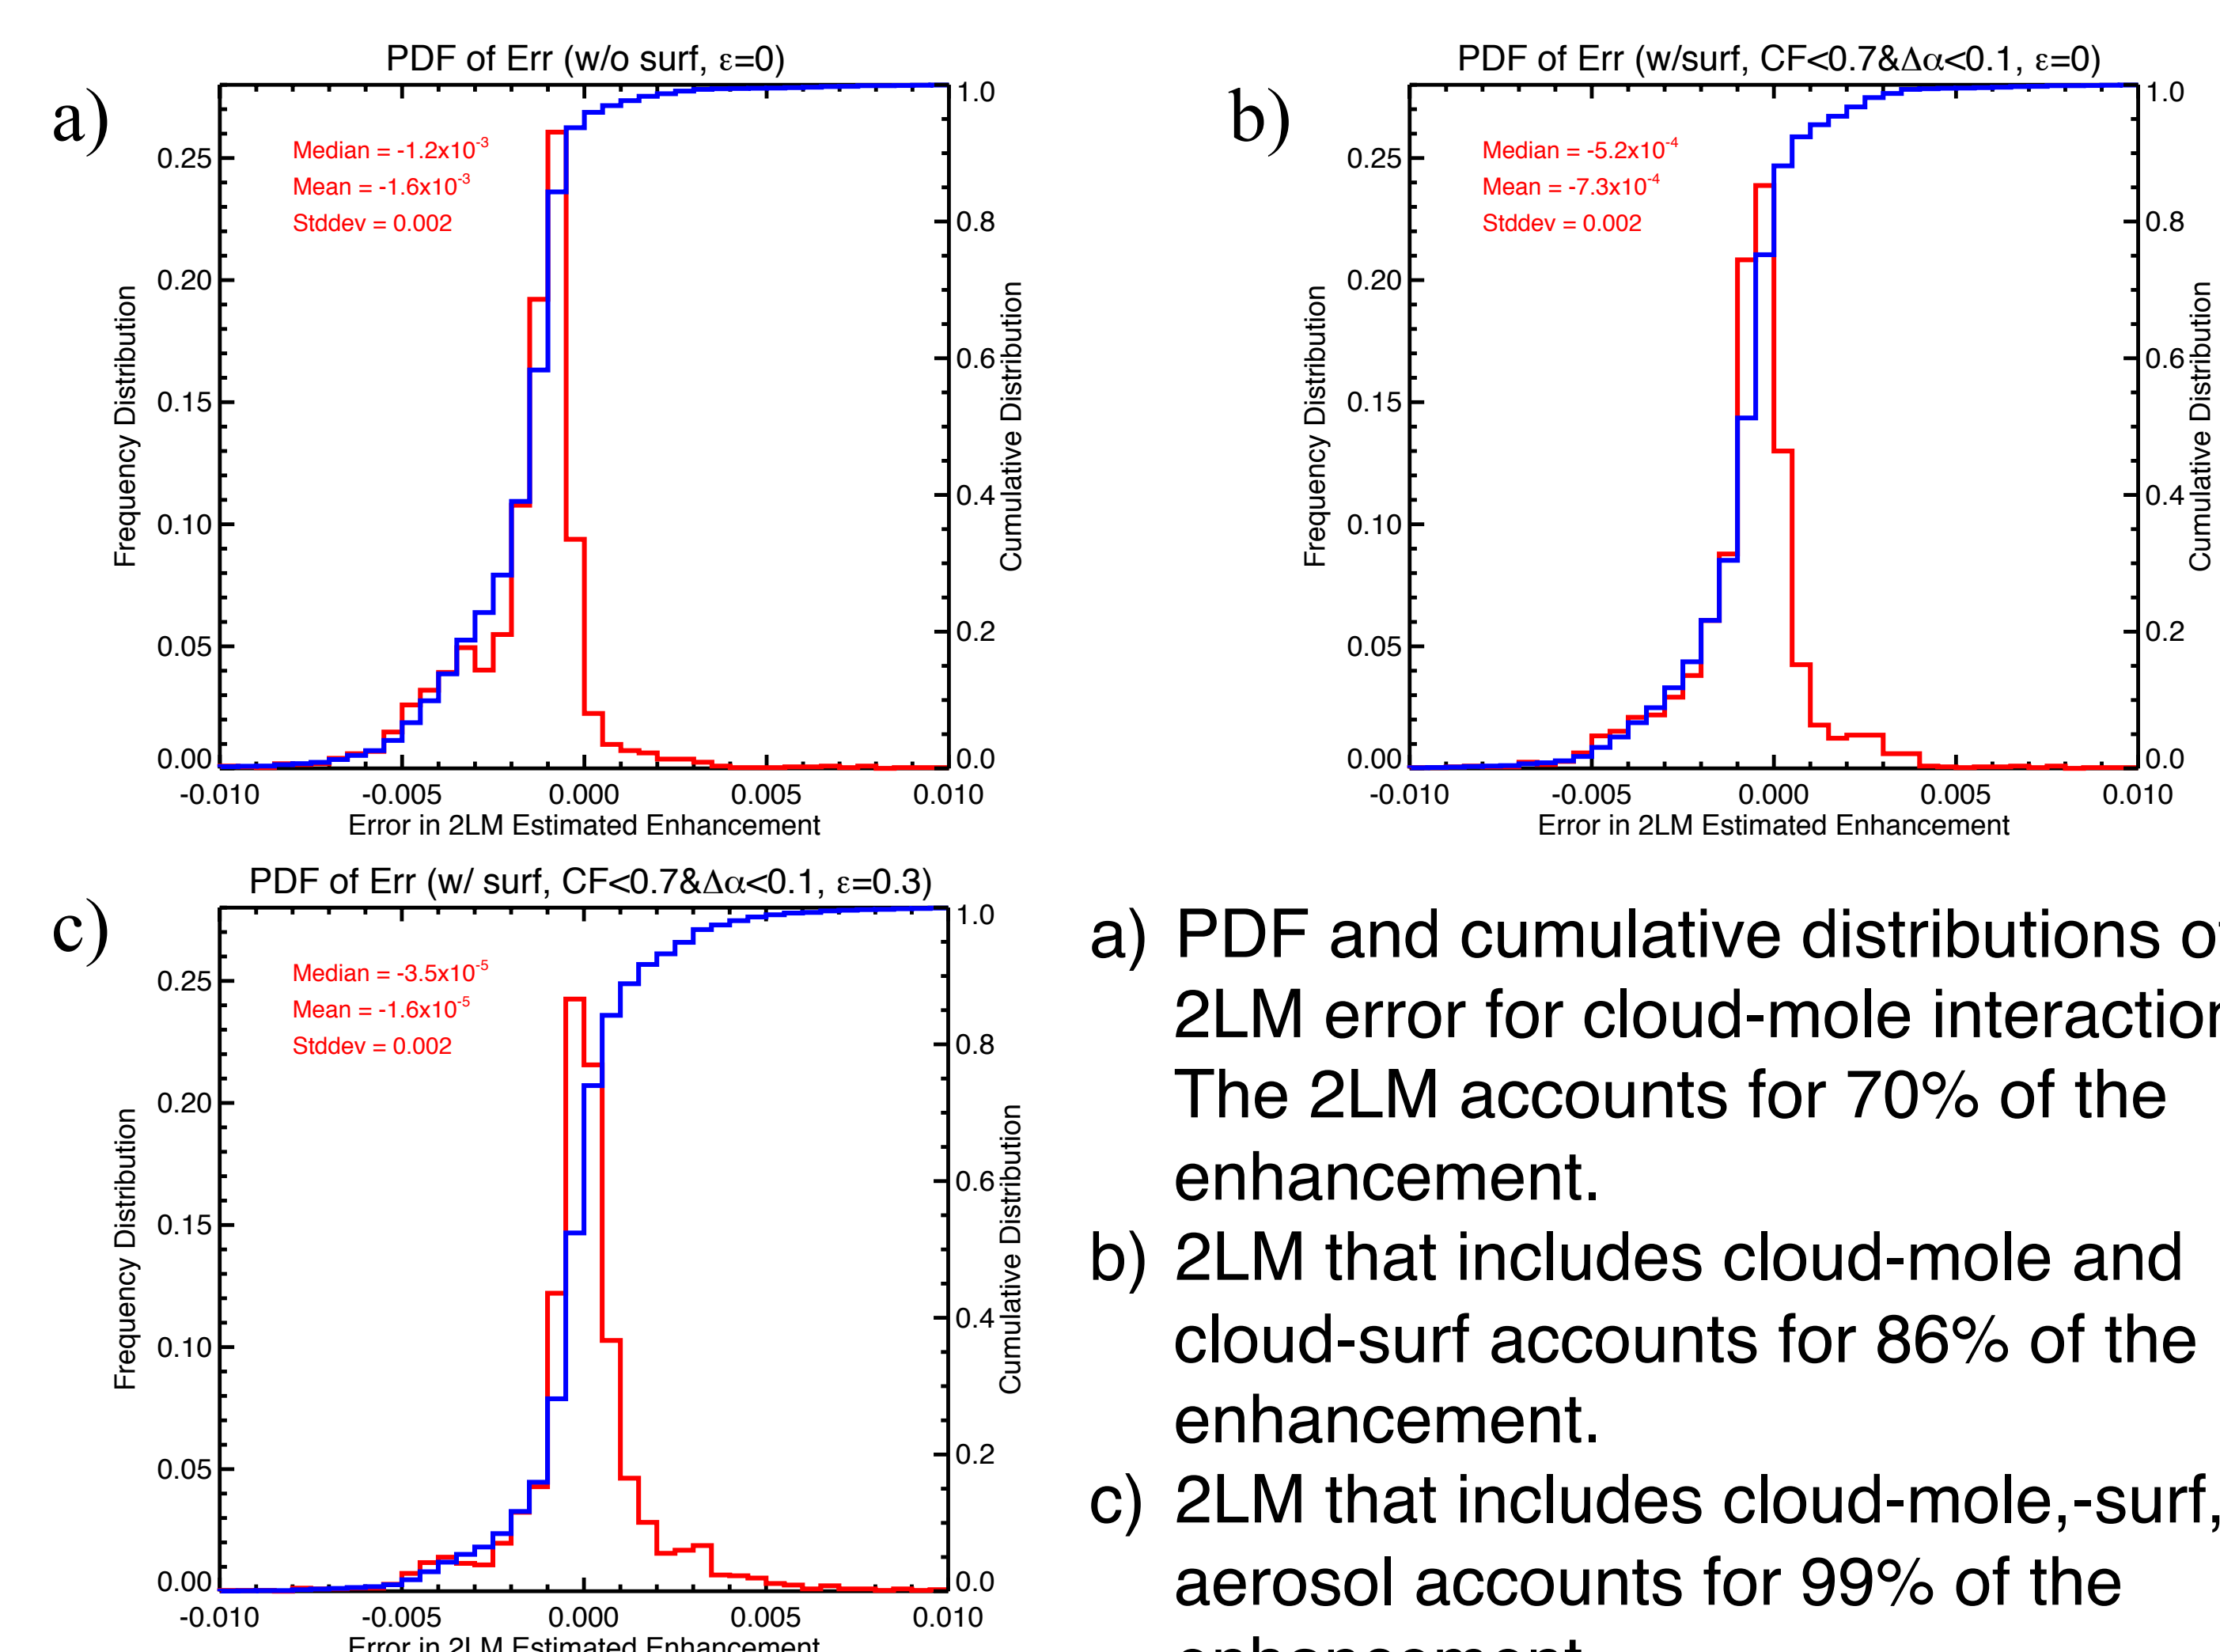 a)
PDF of Err (w/o surf, ε=0)
Median = -1.2x10⁻³
Mean = -1.6x10⁻³
Stddev = 0.002
0.25
0.20
0.15
0.10
0.05
0.00
Frequency Distribution
1.0
0.8
0.6
0.4
0.2
0.0
Cumulative Distribution
-0.010 -0.005 0.000 0.005 0.010
Error in 2LM Estimated Enhancement
b)
PDF of Err (w/surf, CF<0.7&Δα<0.1, ε=0)
Median = -5.2x10⁻⁴
Mean = -7.3x10⁻⁴
Stddev = 0.002
0.25
0.20
0.15
0.10
0.05
0.00
Frequency Distribution
1.0
0.8
0.6
0.4
0.2
0.0
Cumulative Distribution
-0.010 -0.005 0.000 0.005 0.010
Error in 2LM Estimated Enhancement
c)
PDF of Err (w/ surf, CF<0.7&Δα<0.1, ε=0.3)
Median = -3.5x10⁻⁵
Mean = -1.6x10⁻⁵
Stddev = 0.002
0.25
0.20
0.15
0.10
0.05
0.00
Frequency Distribution
1.0
0.8
0.6
0.4
0.2
0.0
Cumulative Distribution
-0.010 -0.005 0.000 0.005 0.010
Error in 2LM Estimated Enhancement
a) PDF and cumulative distributions of
2LM error for cloud-mole interaction
The 2LM accounts for 70% of the
enhancement.
b) 2LM that includes cloud-mole and
cloud-surf accounts for 86% of the
enhancement.
c) 2LM that includes cloud-mole,-surf,
aerosol accounts for 99% of the
enhancement